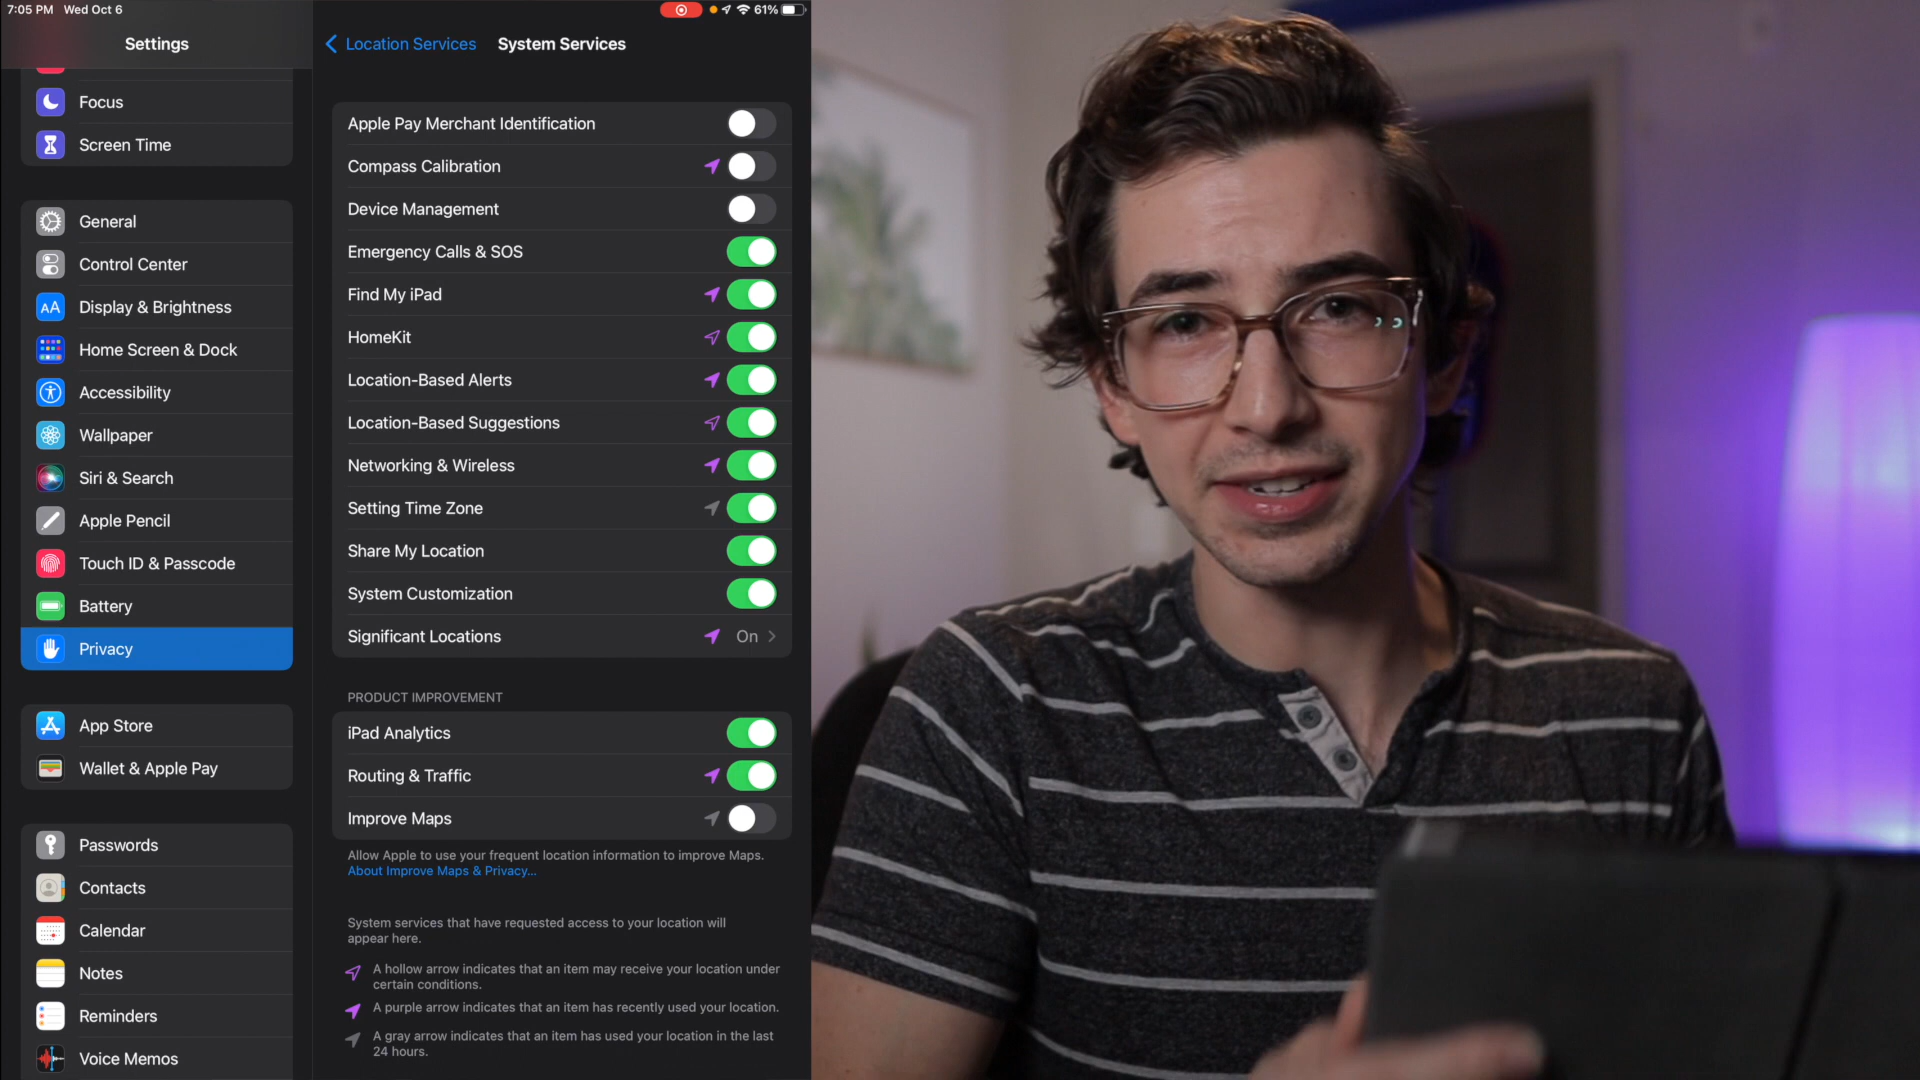 7:05 PM Wed Oct 6
61%
Settings
Focus
Screen Time
General
Control Center
AA Display & Brightness
Home Screen & Dock
Accessibility
Wallpaper
Siri & Search
Apple Pencil
Touch ID & Passcode
Battery
Privacy
App Store
Wallet & Apple Pay
Passwords
Contacts
Calendar
Notes
Reminders
Voice Memos
Location Services System Services
Apple Pay Merchant Identification
Compass Calibration
Device Management
Emergency Calls & SOS
Find My iPad
HomeKit
Location-Based Alerts
Location-Based Suggestions
Networking & Wireless
Setting Time Zone
Share My Location
System Customization
Significant Locations On
PRODUCT IMPROVEMENT
iPad Analytics
Routing & Traffic
Improve Maps
Allow Apple to use your frequent location information to improve Maps.
About Improve Maps & Privacy...
System services that have requested access to your location will
appear here.
A hollow arrow indicates that an item may receive your location under
certain conditions.
A purple arrow indicates that an item has recently used your location.
A gray arrow indicates that an item has used your location in the last
24 hours.